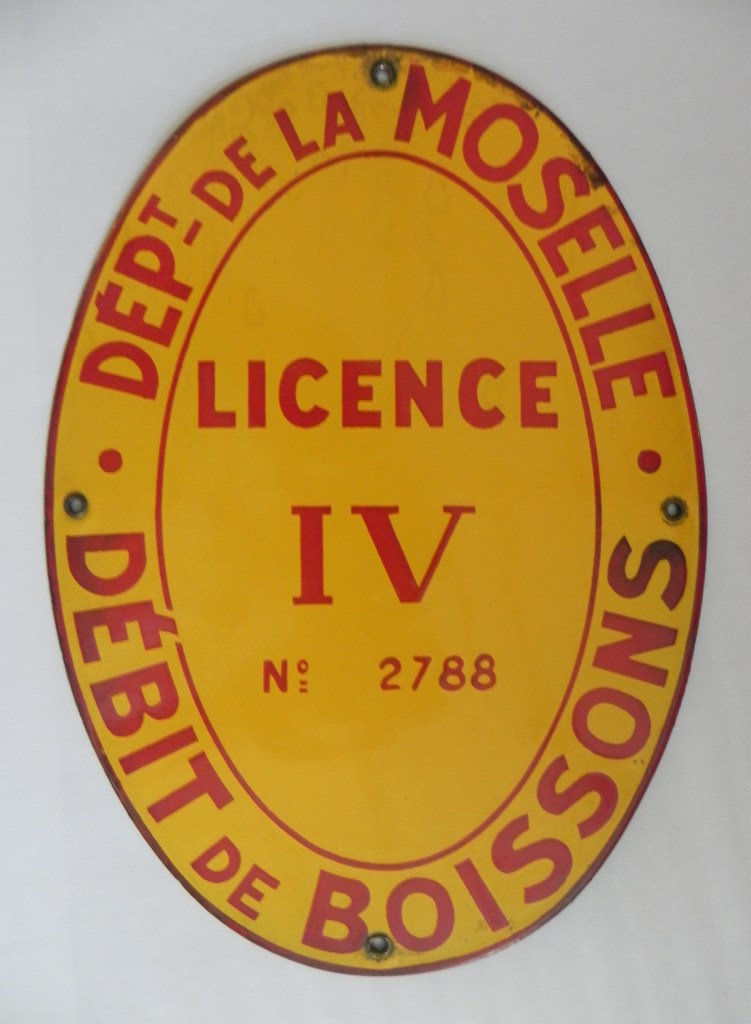 DÉPT- DE LA MOSELLE
LICENCE
IV
Nº 2788
• DÉBIT DE BOISSONS •